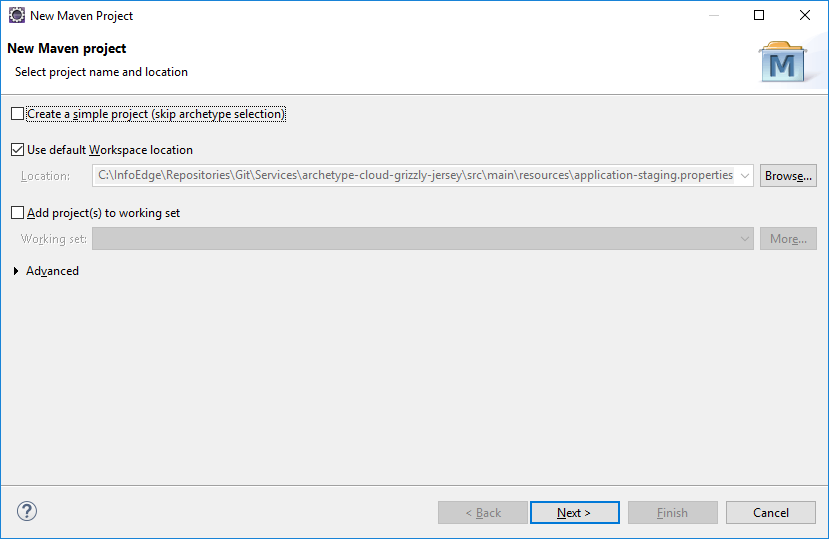 New Maven Project
New Maven project
Select project name and location
M
Create a simple project (skip archetype selection)
Use default Workspace location
Location: C:\InfoEdge\Repositories\Git\Services\archetype-cloud-grizzly-jersey\src\main\resources\application-staging.properties Browse...
Add project(s) to working set
Working set: More...
Advanced
? < Back Next > Finish Cancel